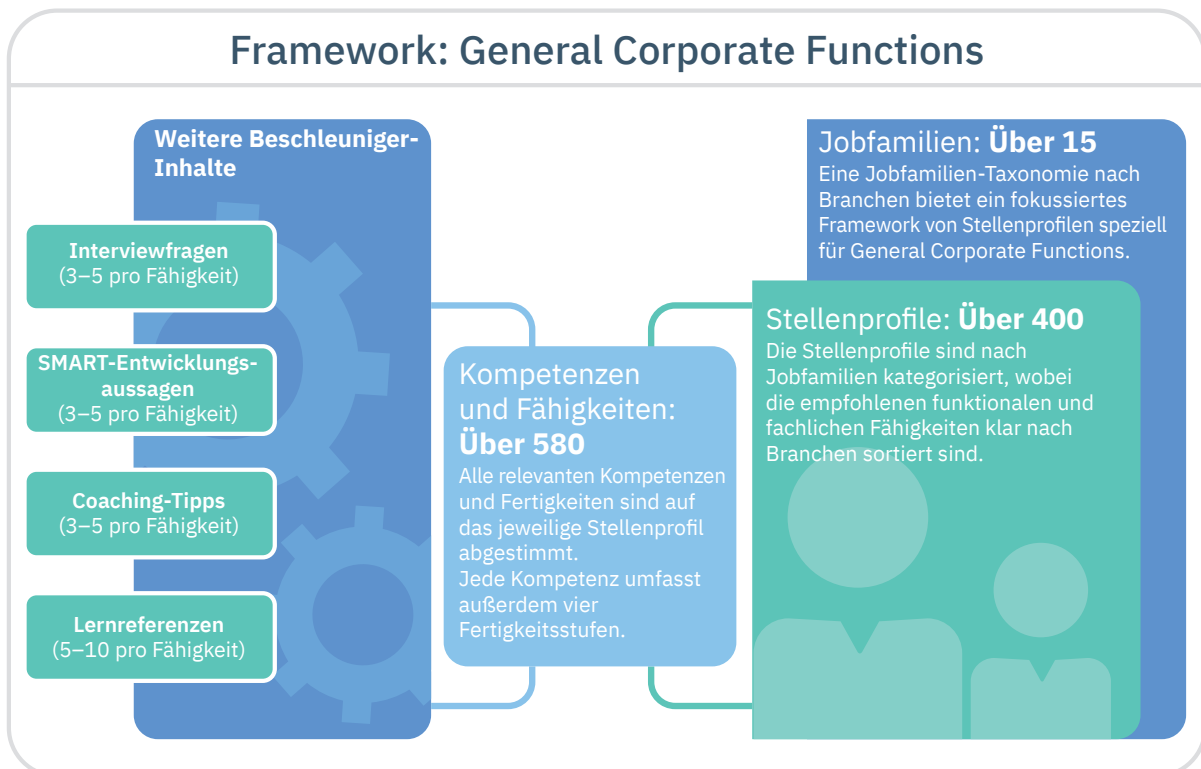 Framework: General Corporate Functions
Weitere Beschleuniger-
Inhalte
Interviewfragen
(3–5 pro Fähigkeit)
SMART-Entwicklungs-
aussagen
(3–5 pro Fähigkeit)
Coaching-Tipps
(3–5 pro Fähigkeit)
Lernreferenzen
(5–10 pro Fähigkeit)
Kompetenzen
und Fähigkeiten:
Über 580
Alle relevanten Kompetenzen
und Fertigkeiten sind auf
das jeweilige Stellenprofil
abgestimmt.
Jede Kompetenz umfasst
außerdem vier
Fertigkeitsstufen.
Jobfamilien: Über 15
Eine Jobfamilien-Taxonomie nach
Branchen bietet ein fokussiertes
Framework von Stellenprofilen speziell
für General Corporate Functions.
Stellenprofile: Über 400
Die Stellenprofile sind nach
Jobfamilien kategorisiert, wobei
die empfohlenen funktionalen und
fachlichen Fähigkeiten klar nach
Branchen sortiert sind.